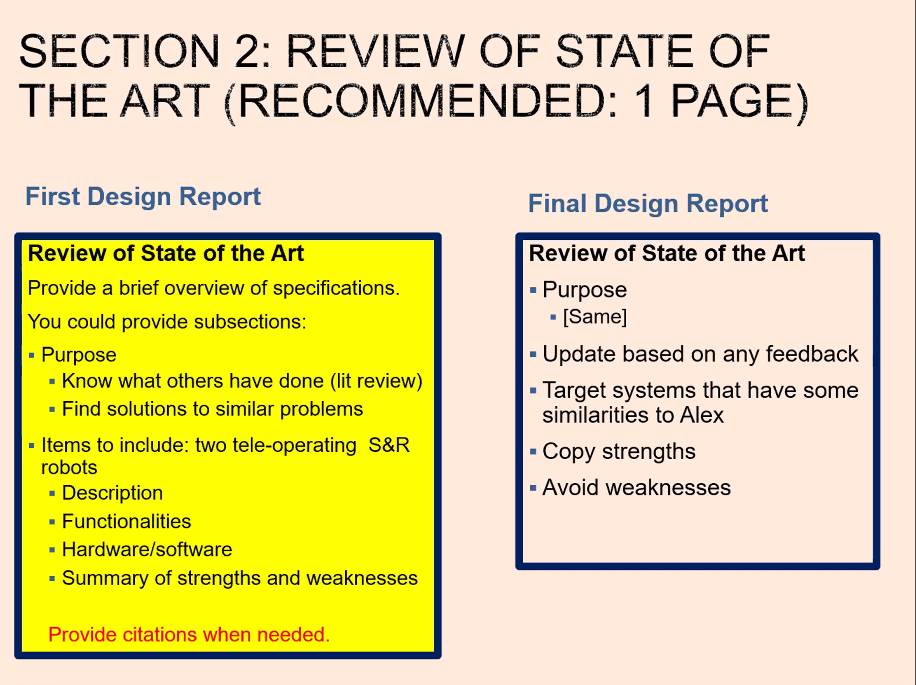 SECTION 2: REVIEW OF STATE OF
THE ART (RECOMMENDED: 1 PAGE)
First Design Report
Review of State of the Art
Provide a brief overview of specifications.
You could provide subsections:
▪ Purpose
▪ Know what others have done (lit review)
▪ Find solutions to similar problems
▪ Items to include: two tele-operating S&R
robots
▪ Description
▪ Functionalities
▪ Hardware/software
▪ Summary of strengths and weaknesses
Provide citations when needed.
Final Design Report
Review of State of the Art
▪ Purpose
▪ [Same]
▪ Update based on any feedback
▪ Target systems that have some
similarities to Alex
▪ Copy strengths
▪ Avoid weaknesses